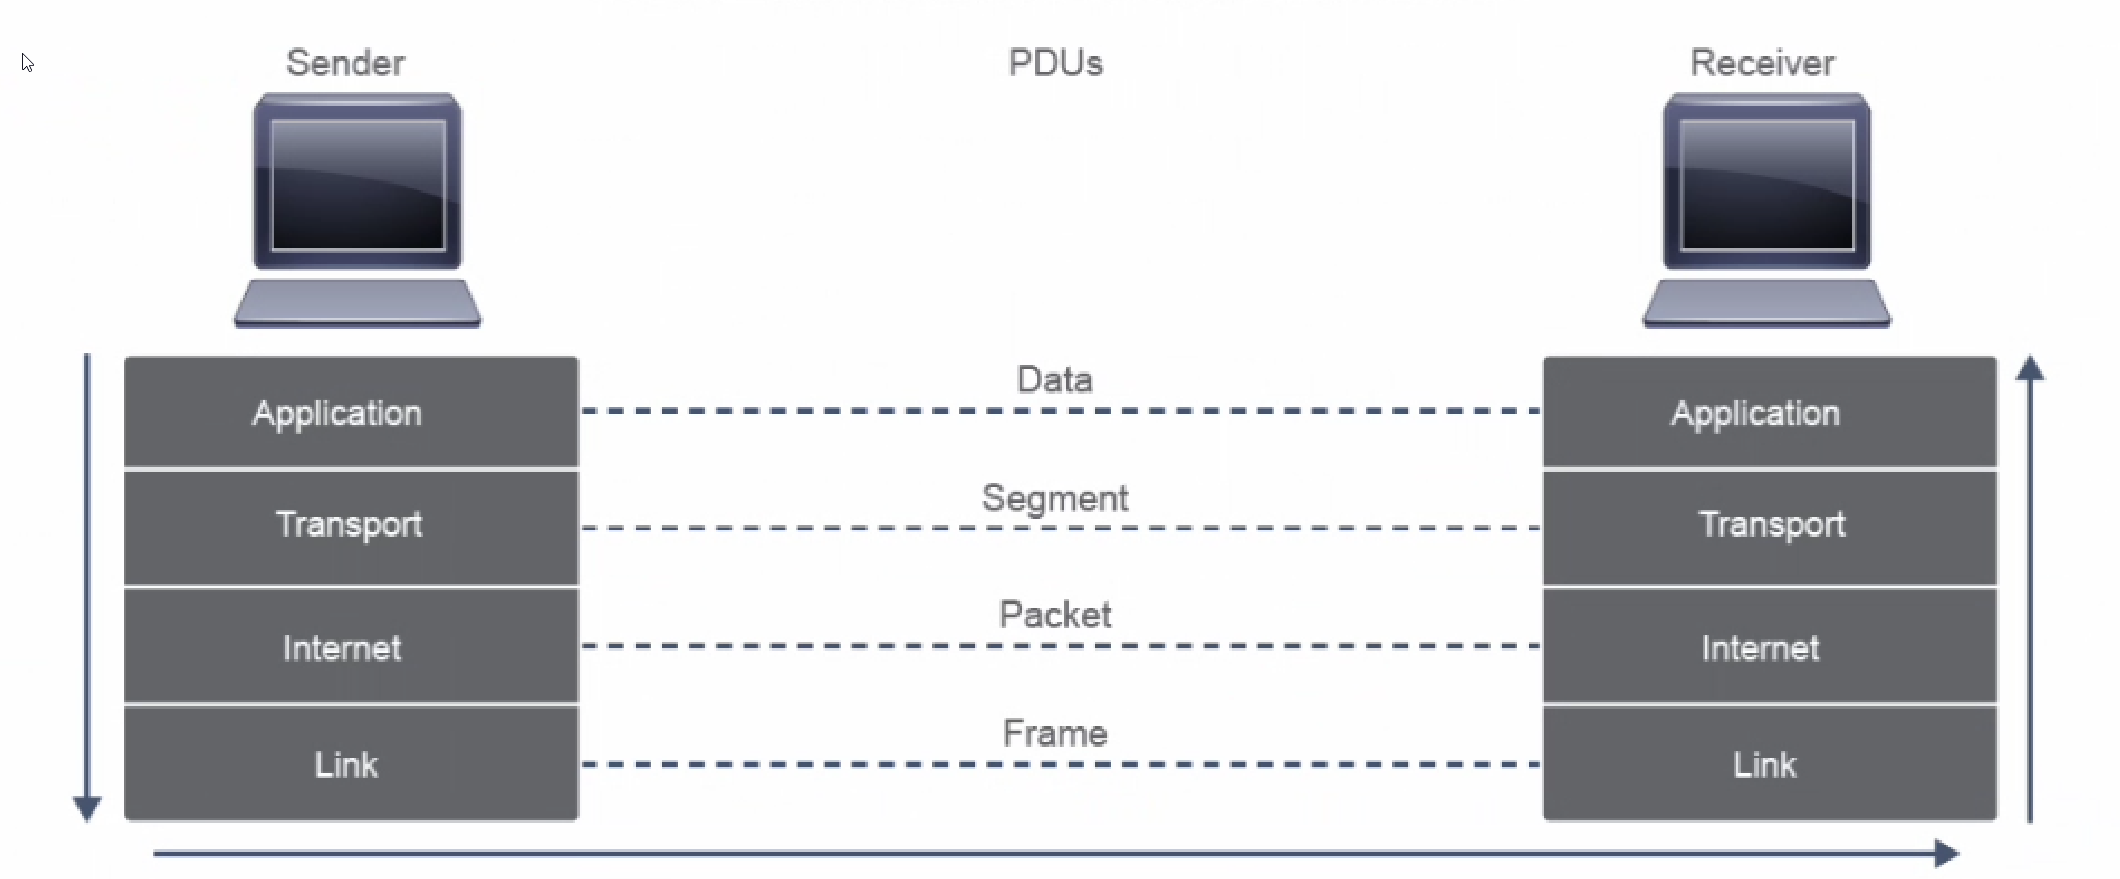 Sender PDUs Receiver
Data
Application Application
Segment
Transport Transport
Packet
Internet Internet
Frame
Link Link